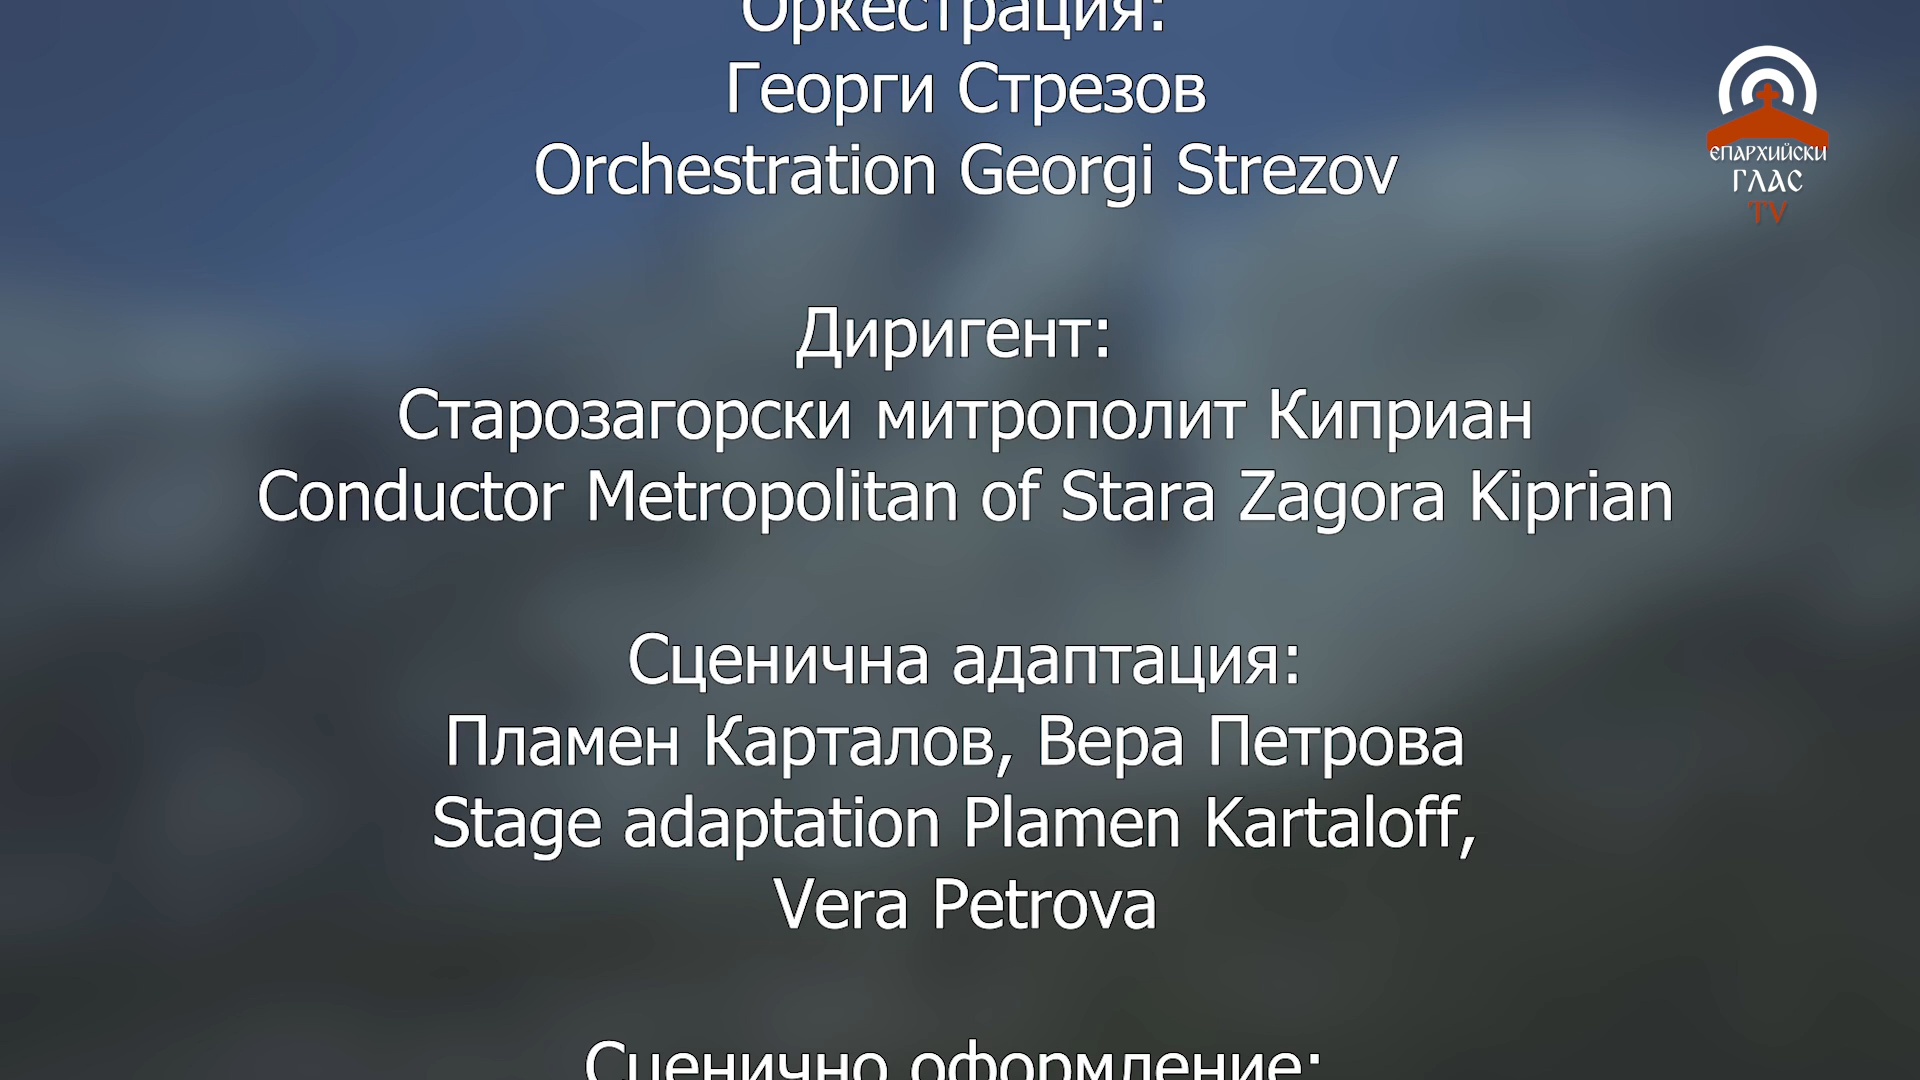 Оркестрация:
Георги Стрезов
Orchestration Georgi Strezov
Диригент:
Старозагорски митрополит Киприан
Conductor Metropolitan of Stara Zagora Kiprian
Сценична адаптация:
Пламен Карталов, Вера Петрова
Stage adaptation Plamen Kartaloff,
Vera Petrova
Сценично оформление:
ЄПАРХИЙСКИ
ГЛАС
TV